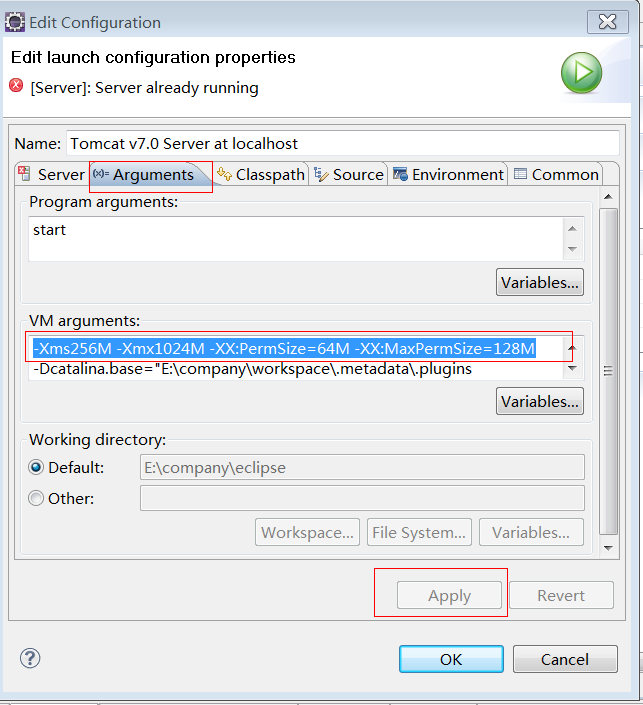 Edit Configuration
Edit launch configuration properties
[Server]: Server already running
Name: Tomcat v7.0 Server at localhost
Server (x)= Arguments Classpath Source Environment Common
Program arguments:
start
Variables...
VM arguments:
-Xms256M -Xmx1024M -XX:PermSize=64M -XX:MaxPermSize=128M
-Dcatalina.base="E:\company\workspace\.metadata\.plugins
Variables...
Working directory:
Default: E:\company\eclipse
Other:
Workspace... File System... Variables...
Apply Revert
? OK Cancel